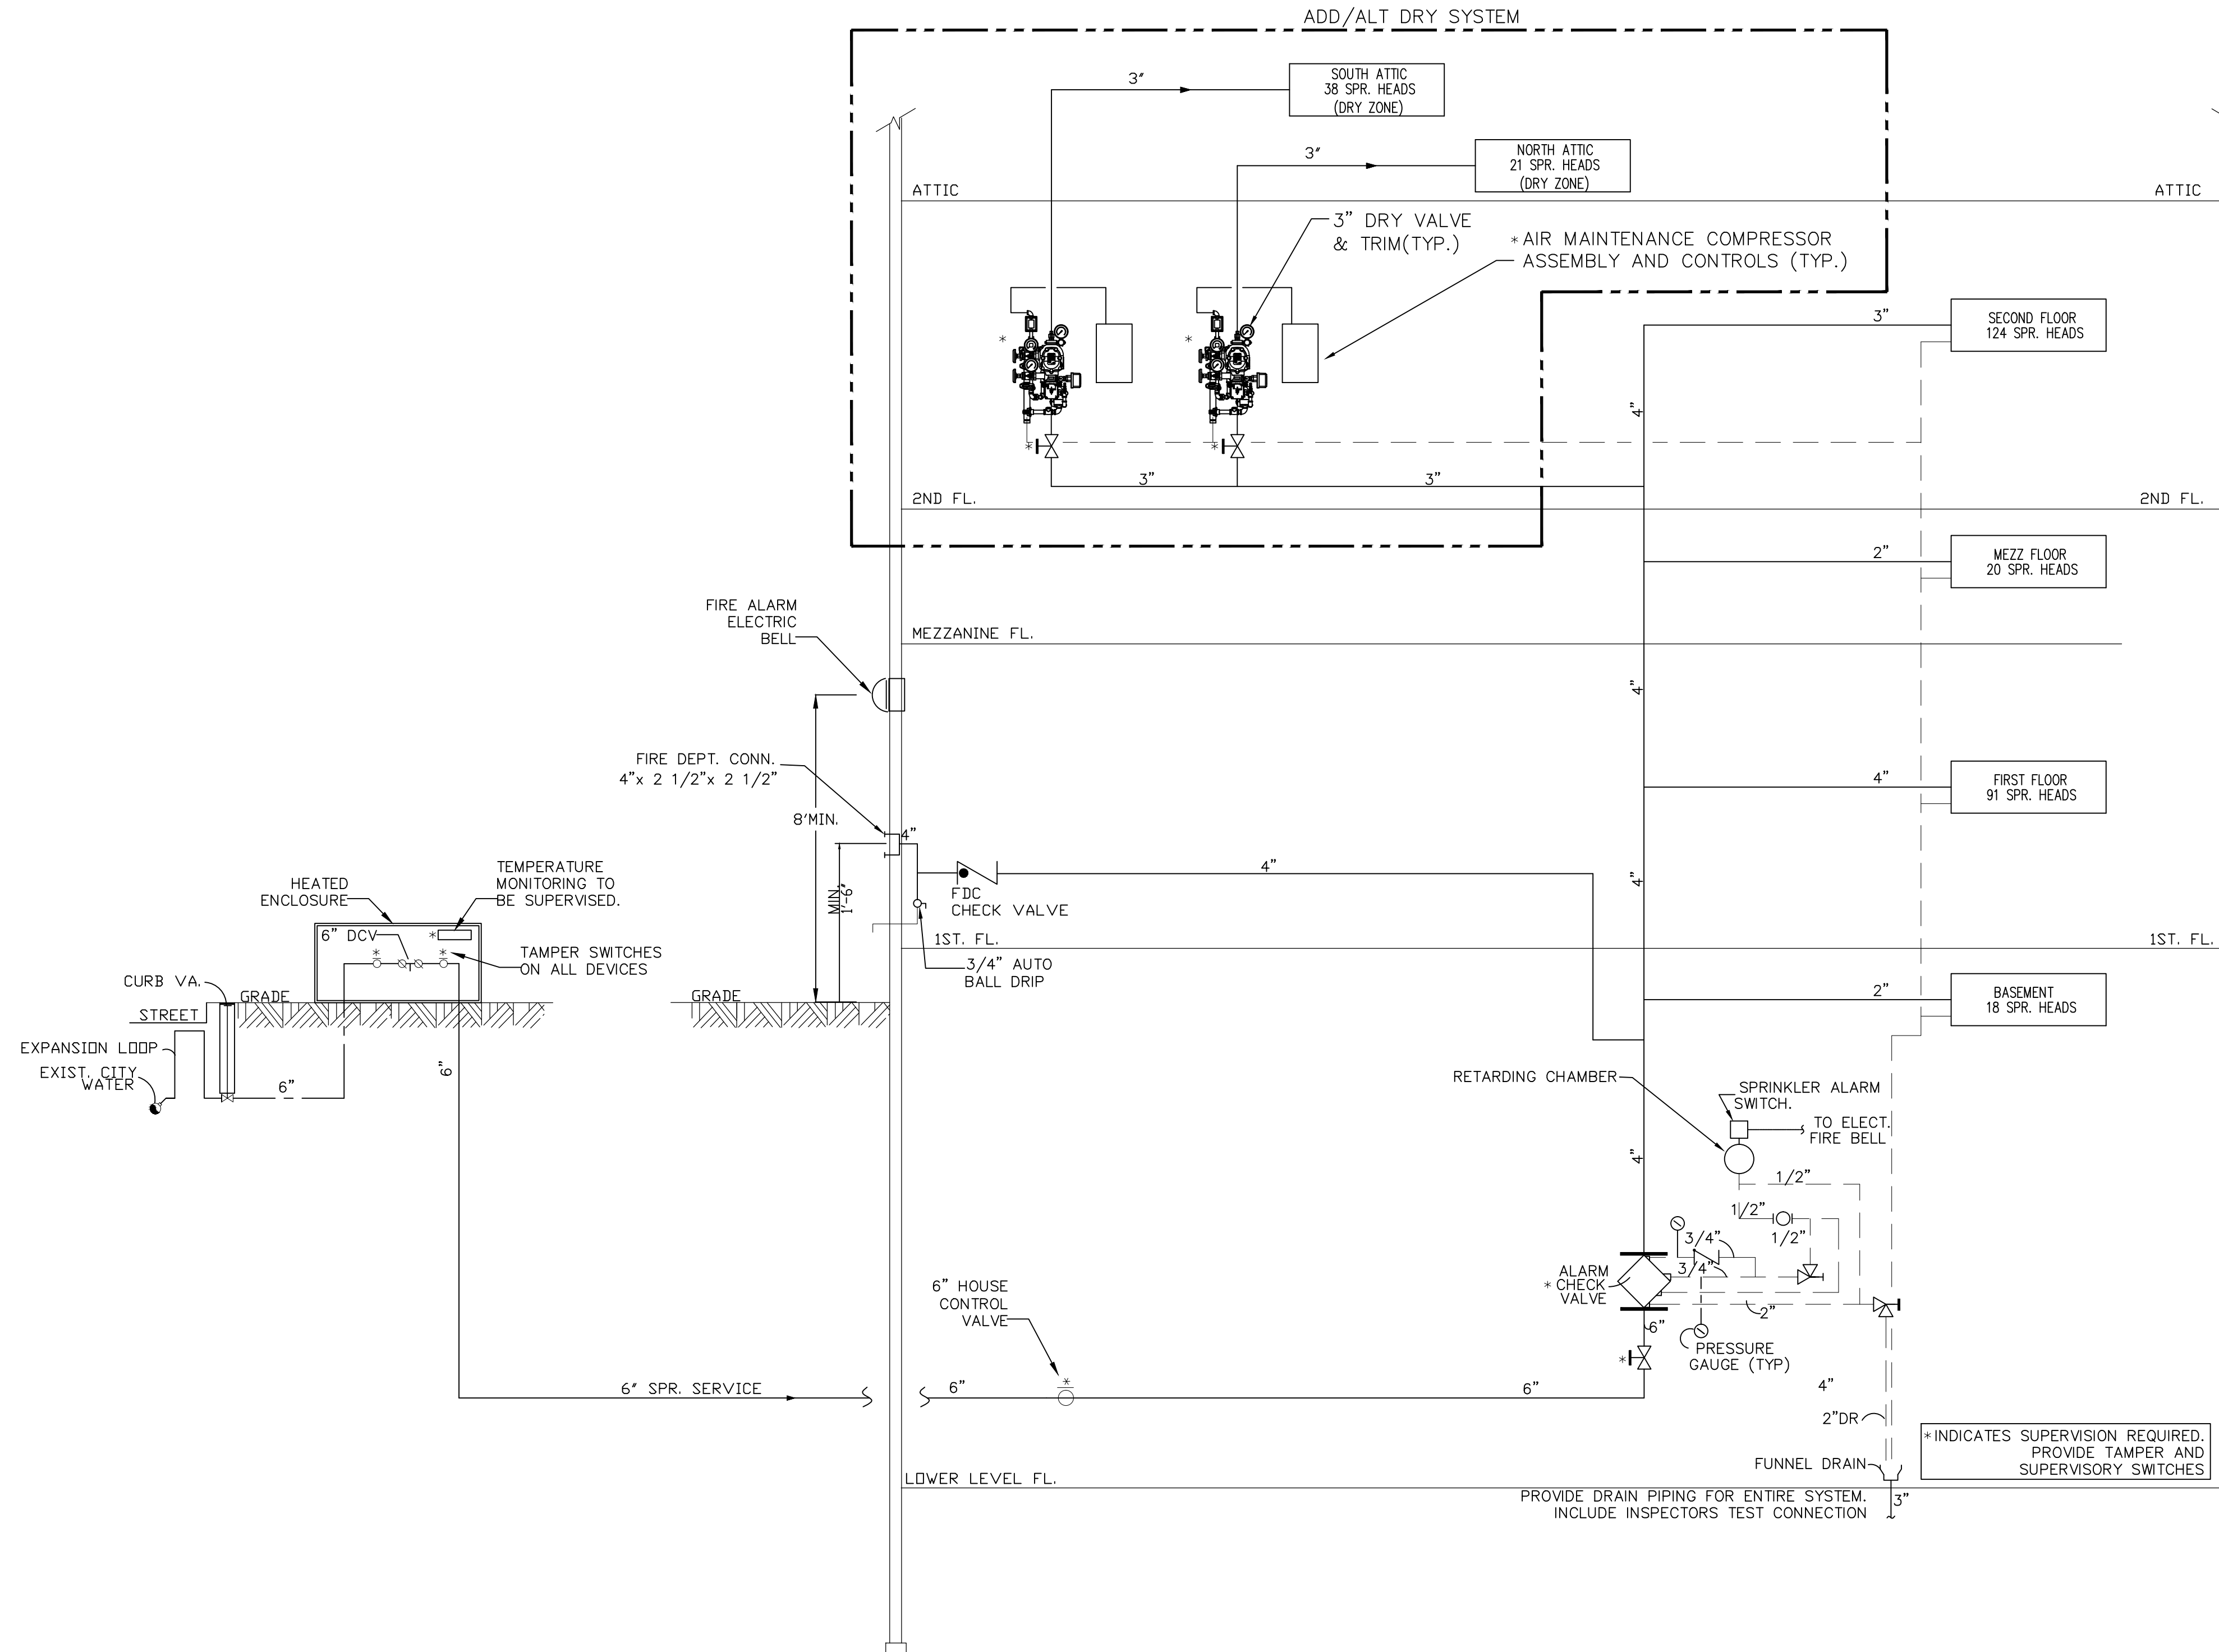 ADD/ALT DRY SYSTEM
3"
SOUTH ATTIC
38 SPR. HEADS
(DRY ZONE)
3"
NORTH ATTIC
21 SPR. HEADS
(DRY ZONE)
ATTIC
ATTIC
3" DRY VALVE
& TRIM(TYP.)
*AIR MAINTENANCE COMPRESSOR
ASSEMBLY AND CONTROLS (TYP.)
*
*
3"
SECOND FLOOR
124 SPR. HEADS
4"
*
*
3"
3"
2ND FL.
2ND FL.
2"
MEZZ FLOOR
20 SPR. HEADS
FIRE ALARM
ELECTRIC
BELL
MEZZANINE FL.
4"
FIRE DEPT. CONN.
4"x 2 1/2"x 2 1/2"
4"
FIRST FLOOR
91 SPR. HEADS
8'MIN.
4"
MIN.
1'-6"
4"
4"
FDC
CHECK VALVE
HEATED
ENCLOSURE
TEMPERATURE
MONITORING TO
BE SUPERVISED.
6" DCV
*
*
*
TAMPER SWITCHES
ON ALL DEVICES
1ST. FL.
1ST. FL.
3/4" AUTO
BALL DRIP
CURB VA.
GRADE
GRADE
STREET
2"
BASEMENT
18 SPR. HEADS
EXPANSION LOOP
EXIST. CITY
WATER
6"
6"
RETARDING CHAMBER
SPRINKLER ALARM
SWITCH.
TO ELECT.
FIRE BELL
4"
1/2"
1/2"
1/2"
3/4"
3/4"
ALARM
* CHECK
VALVE
2"
6" HOUSE
CONTROL
VALVE
6"
PRESSURE
GAUGE (TYP)
*
*
6" SPR. SERVICE
6"
6"
4"
2"DR
*INDICATES SUPERVISION REQUIRED.
PROVIDE TAMPER AND
SUPERVISORY SWITCHES
FUNNEL DRAIN
LOWER LEVEL FL.
PROVIDE DRAIN PIPING FOR ENTIRE SYSTEM.
INCLUDE INSPECTORS TEST CONNECTION
3"